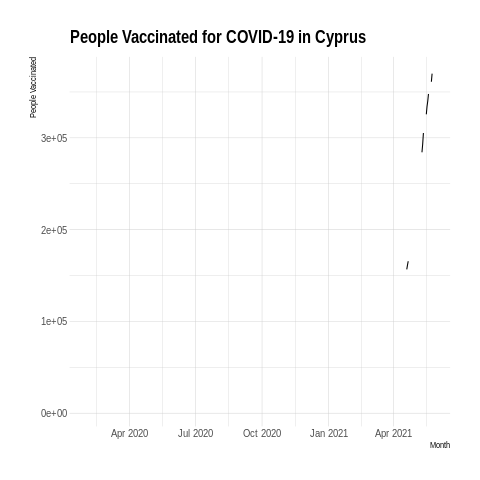 People Vaccinated for COVID-19 in Cyprus
People Vaccinated
3e+05
2e+05
1e+05
0e+00
Apr 2020 Jul 2020 Oct 2020 Jan 2021 Apr 2021
Month